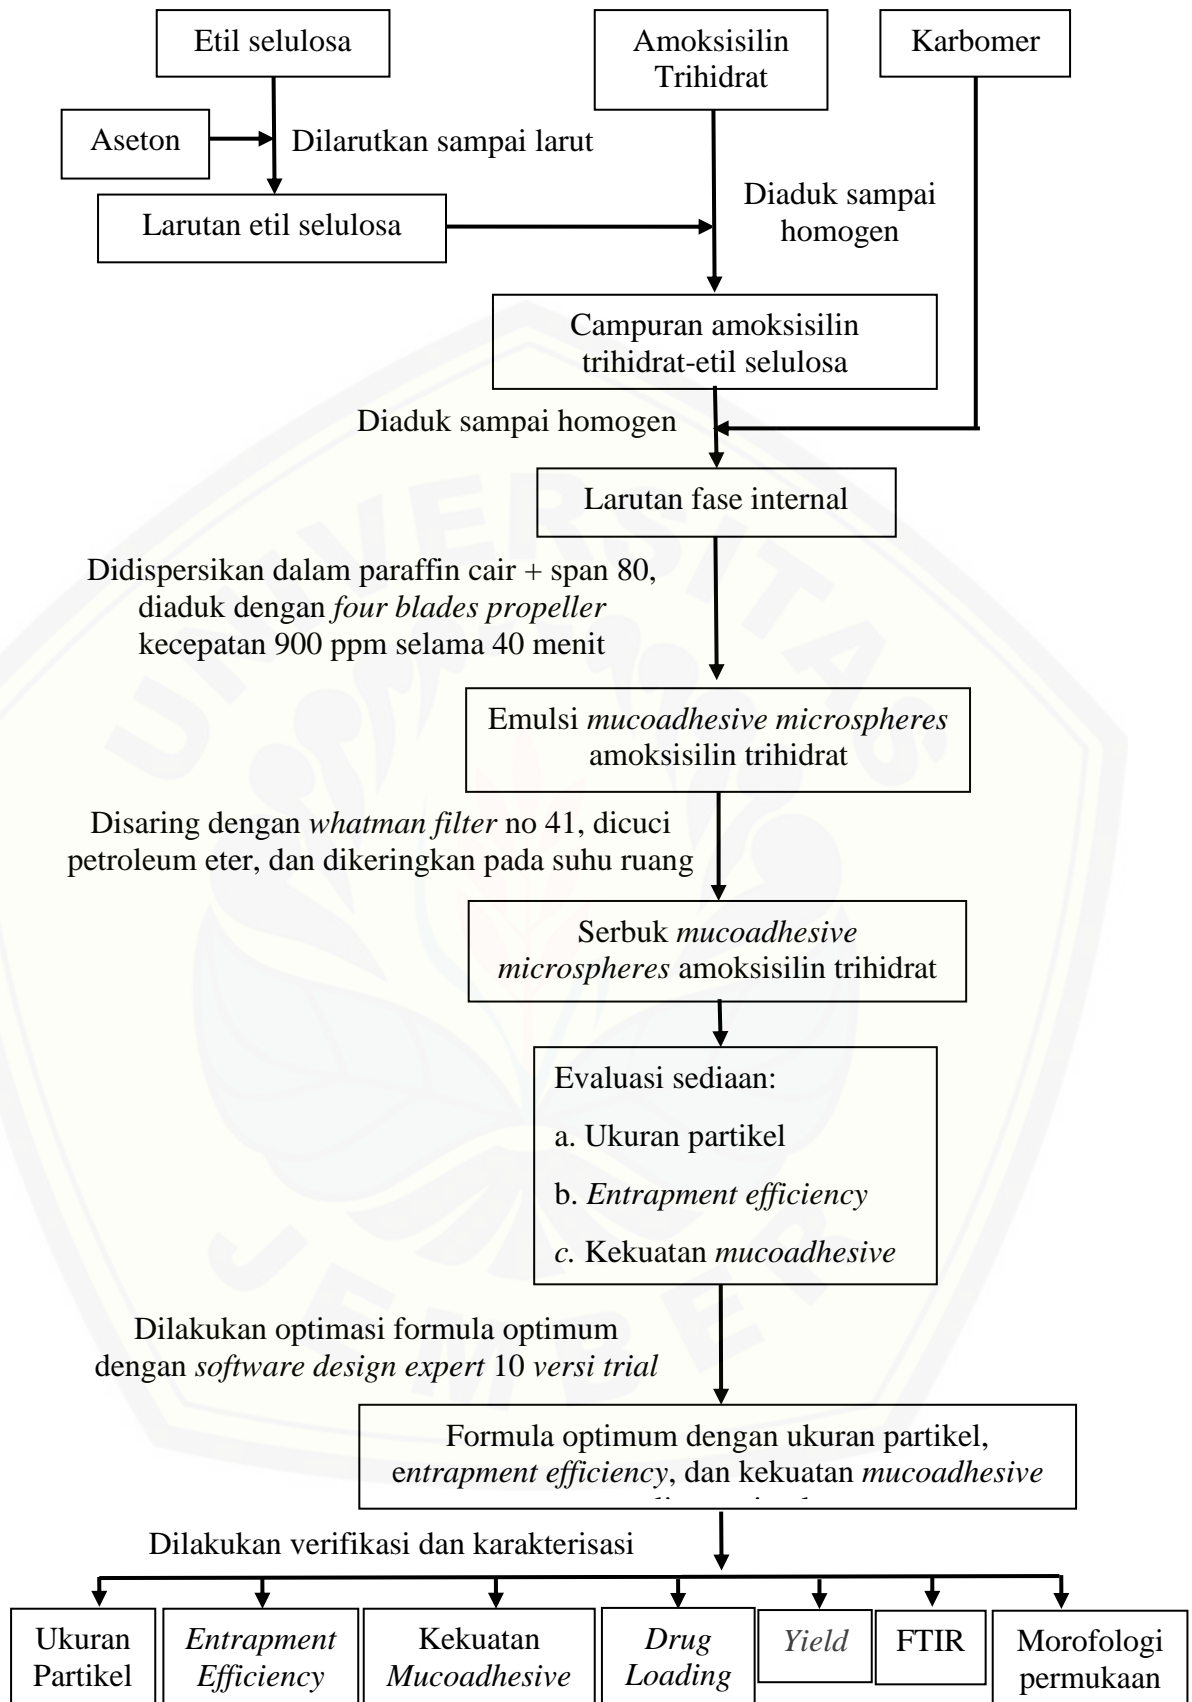 Etil selulosa
Amoksisilin
Trihidrat
Karbomer
Aseton
Dilarutkan sampai larut
Larutan etil selulosa
Diaduk sampai
homogen
Campuran amoksisilin
trihidrat-etil selulosa
Diaduk sampai homogen
Larutan fase internal
Didispersikan dalam paraffin cair + span 80,
diaduk dengan four blades propeller
kecepatan 900 ppm selama 40 menit
Emulsi mucoadhesive microspheres
amoksisilin trihidrat
Disaring dengan whatman filter no 41, dicuci
petroleum eter, dan dikeringkan pada suhu ruang
Serbuk mucoadhesive
microspheres amoksisilin trihidrat
Evaluasi sediaan:
a. Ukuran partikel
b. Entrapment efficiency
c. Kekuatan mucoadhesive
Dilakukan optimasi formula optimum
dengan software design expert 10 versi trial
Formula optimum dengan ukuran partikel,
entrapment efficiency, dan kekuatan mucoadhesive
Dilakukan verifikasi dan karakterisasi
Ukuran
Partikel
Entrapment
Efficiency
Kekuatan
Mucoadhesive
Drug
Loading
Yield
FTIR
Morofologi
permukaan
UNIVERSITAS
JEMBER